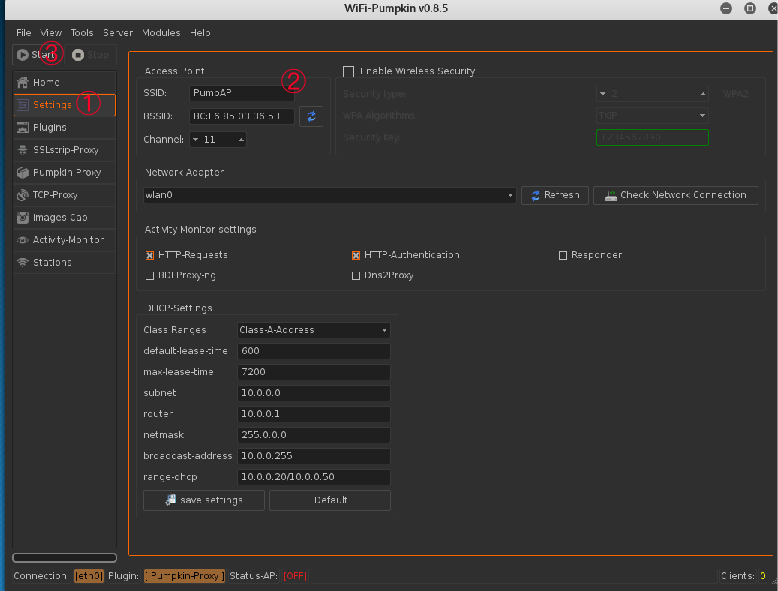 WiFi-Pumpkin v0.8.5
File View Tools Server Modules Help
③ Start Stop
Access Point ② Enable Wireless Security
Home
SSID: PumpAP Security types 2 WPA2
Settings ①
BSSID: WPA Algorithms TKIP
Plugins
Channel: 11 Security Key
SSLstrip-Proxy
Pumpkin-Proxy Network Adapter
TCP-Proxy wlan0 Refresh Check Network Connection
Images-Cap
Activity Monitor settings
Activity-Monitor
HTTP-Requests HTTP-Authentication Responder
Stations
BDFProxy-ng Dns2Proxy
DHCP-Settings
Class Ranges Class-A-Address
default-lease-time 600
max-lease-time 7200
subnet 10.0.0.0
router 10.0.0.1
netmask 255.0.0.0
broadcast-address 10.0.0.255
range-dhcp 10.0.0.20/10.0.0.50
save settings Default
Connection [eth0] Plugin: [Pumpkin-Proxy] Status-AP: [OFF] Clients: 0